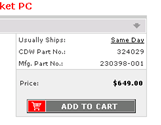 ket PC
Usually Ships: Same Day
CDW Part No.: 324029
Mfg. Part No.: 230398-001
Price: $649.00
ADD TO CART